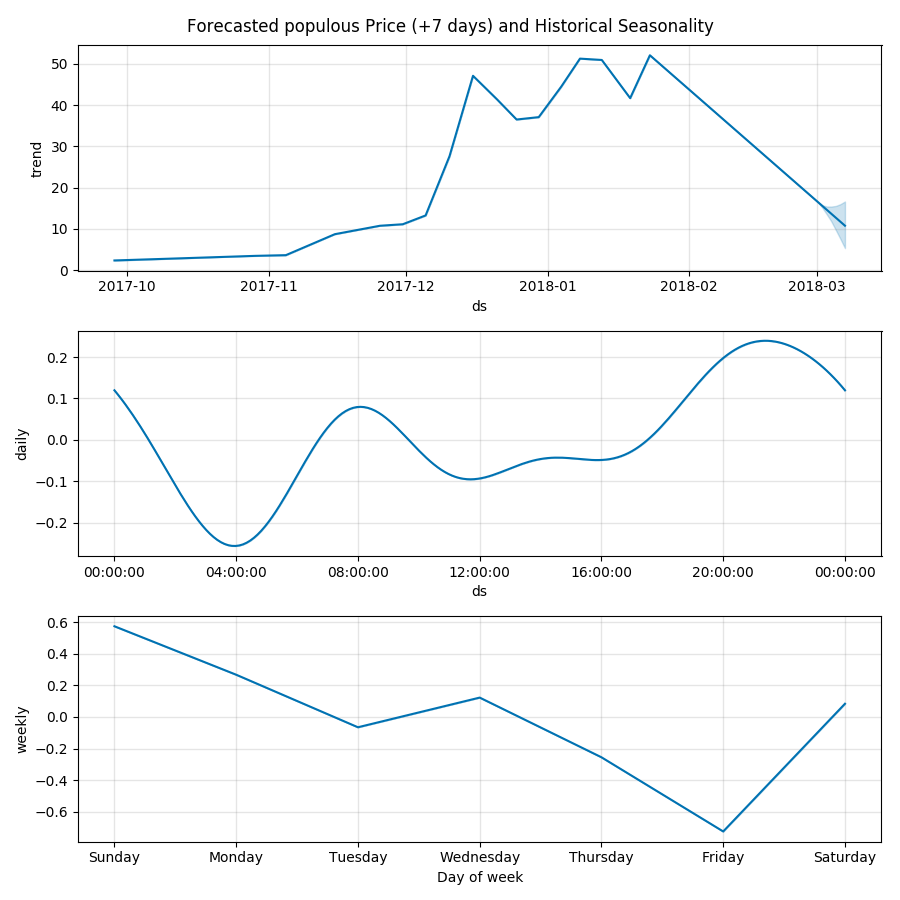 Forecasted populous Price (+7 days) and Historical Seasonality
50
40
30
20
10
0
trend
2017-10 2017-11 2017-12 2018-01 2018-02 2018-03
ds
0.2
0.1
0.0
−0.1
−0.2
daily
00:00:00 04:00:00 08:00:00 12:00:00 16:00:00 20:00:00 00:00:00
ds
0.6
0.4
0.2
0.0
−0.2
−0.4
−0.6
weekly
Sunday Monday Tuesday Wednesday Thursday Friday Saturday
Day of week